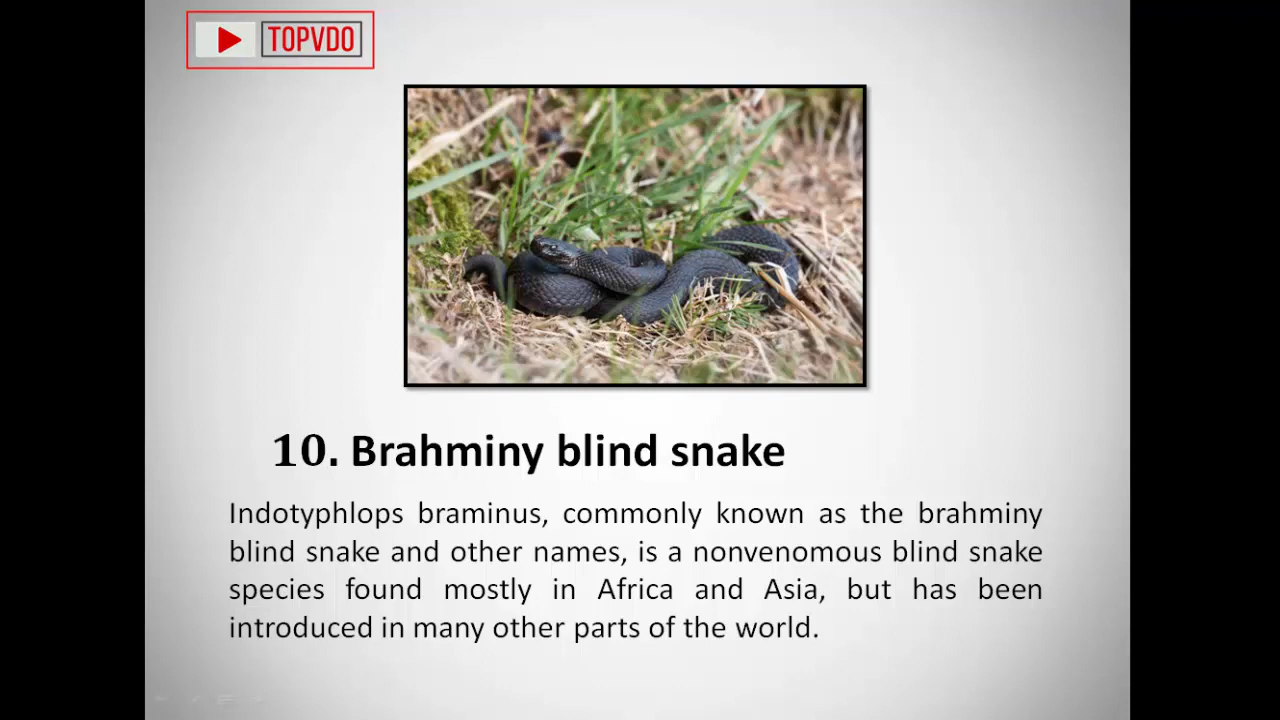 TOPVDO
10. Brahminy blind snake
Indotyphlops braminus, commonly known as the brahminy
blind snake and other names, is a nonvenomous blind snake
species found mostly in Africa and Asia, but has been
introduced in many other parts of the world.